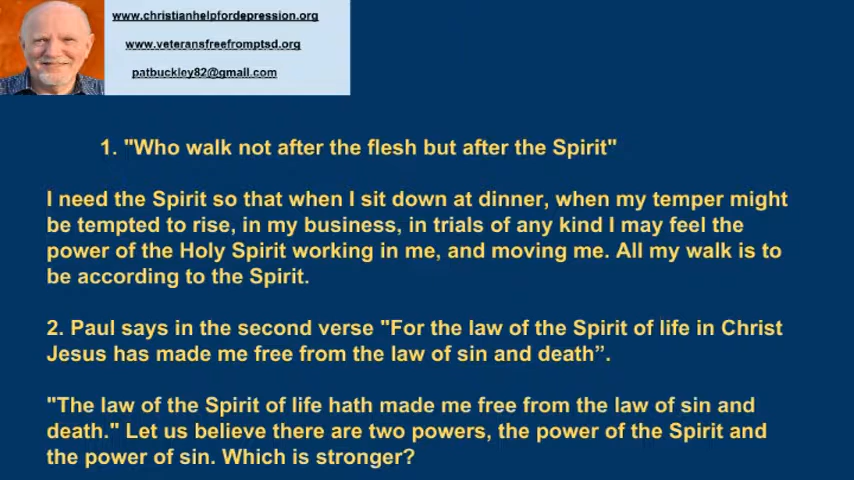 www.christianhelpfordepression.org
www.veteransfreefromptsd.org
patbuckley82@gmail.com
1. "Who walk not after the flesh but after the Spirit"
I need the Spirit so that when I sit down at dinner, when my temper might
be tempted to rise, in my business, in trials of any kind I may feel the
power of the Holy Spirit working in me, and moving me. All my walk is to
be according to the Spirit.
2. Paul says in the second verse "For the law of the Spirit of life in Christ
Jesus has made me free from the law of sin and death”.
"The law of the Spirit of life hath made me free from the law of sin and
death." Let us believe there are two powers, the power of the Spirit and
the power of sin. Which is stronger?